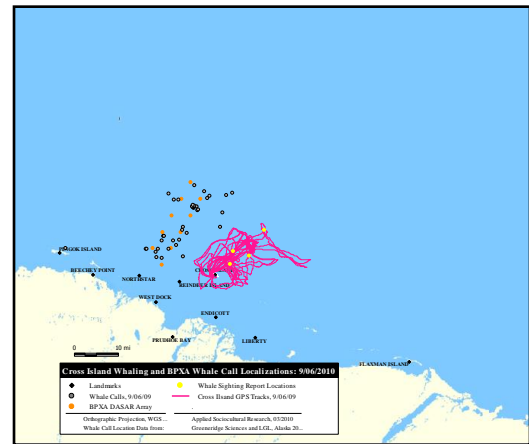 PINGOK ISLAND
BEECHEY POINT
NORTHSTAR
CROSS ISLAND
REINDEER ISLAND
WEST DOCK
ENDICOTT
PRUDHOE BAY
LIBERTY
FLAXMAN ISLAND
0 10 mi
Cross Island Whaling and BPXA Whale Call Localizations: 9/06/2010
Landmarks
Whale Sighting Report Locations
Whale Calls, 9/06/09
Cross Ilsand GPS Tracks, 9/06/09
BPXA DASAR Array
Orthographic Projection, WGS...
Applied Sociocultural Research, 03/2010
Whale Call Location Data from:
Greeneridge Sciences and LGL, Alaska 20...